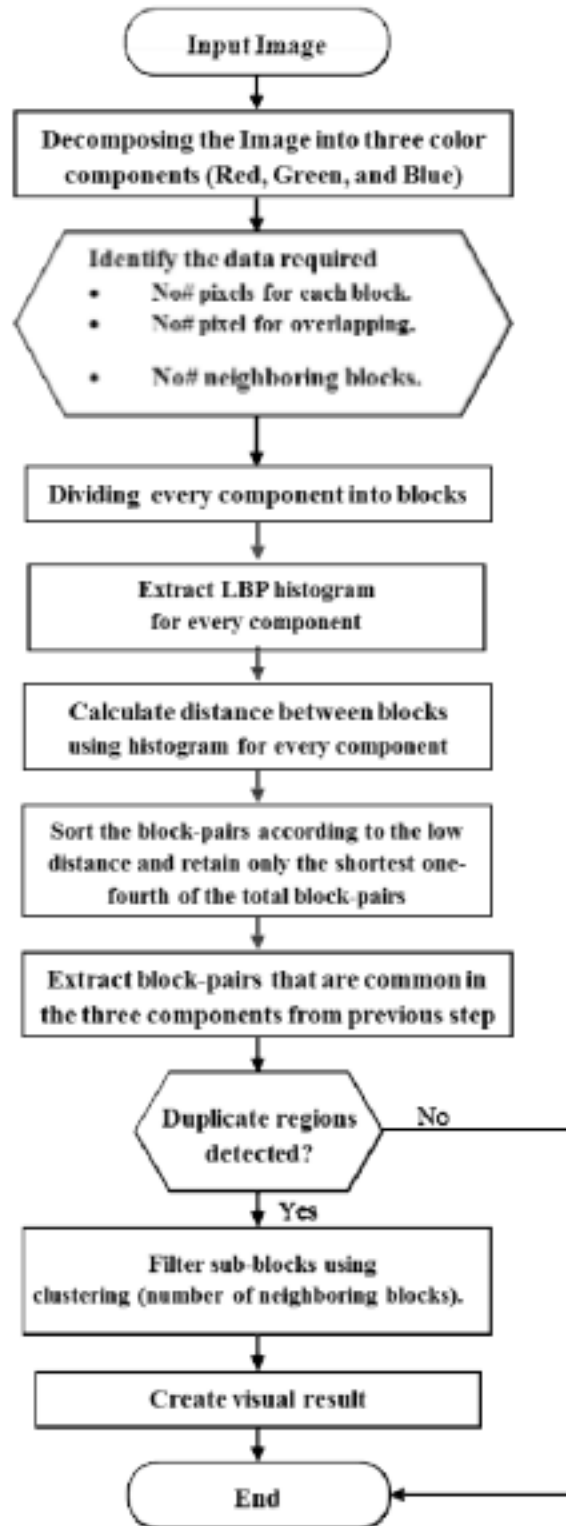 Input Image
Decomposing the Image into three color
components (Red, Green, and Blue)
Identify the data required
• No# pixels for each block.
• No# pixel for overlapping.
• No# neighboring blocks.
Dividing every component into blocks
Extract LBP histogram
for every component
Calculate distance between blocks
using histogram for every component
Sort the block-pairs according to the low
distance and retain only the shortest one-
fourth of the total block-pairs
Extract block-pairs that are common in
the three components from previous step
Duplicate regions
detected?
No
Yes
Filter sub-blocks using
clustering (number of neighboring blocks).
Create visual result
End